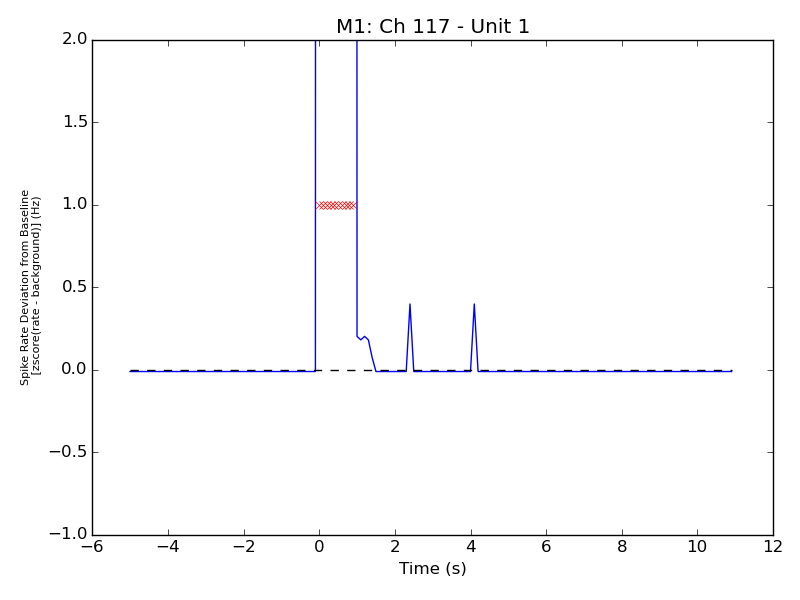 M1: Ch 117 - Unit 1
2.0
1.5
1.0
0.5
0.0
−0.5
−1.0
Spike Rate Deviation from Baseline
[zscore(rate - background)] (Hz)
−6 −4 −2 0 2 4 6 8 10 12
Time (s)